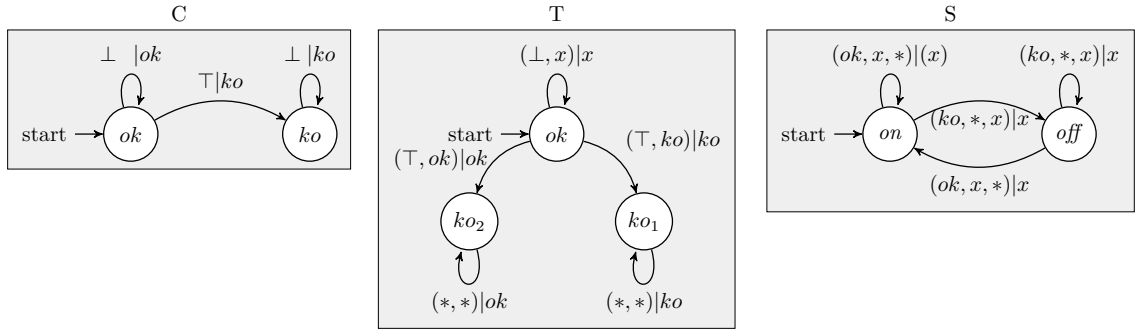 C
⊥ |ok
⊤|ko
⊥ |ko
start
ok
ko
T
(⊥, x)|x
start
ok
(⊤, ok)|ok
(⊤, ko)|ko
ko₂
ko₁
(∗, ∗)|ok
(∗, ∗)|ko
S
(ok, x, ∗)|(x)
(ko, ∗, x)|x
start
on
(ko, ∗, x)|x
off
(ok, x, ∗)|x